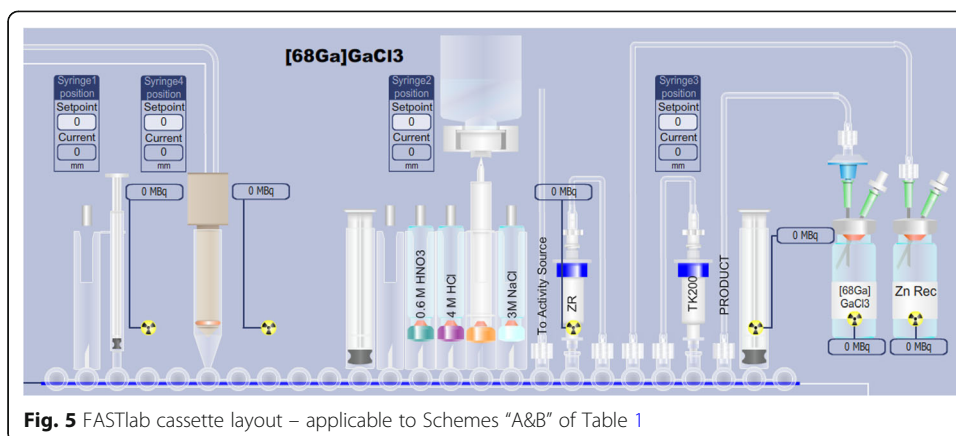 [68Ga]GaCl3
Syringe1
position
Setpoint
0
Current
0
mm
Syringe4
position
Setpoint
0
Current
0
mm
Syringe2
position
Setpoint
0
Current
0
mm
Syringe3
position
Setpoint
0
Current
0
mm
0 MBq
0 MBq
0 MBq
0 MBq
0.6 M HNO3
4 M HCl
3M NaCl
To Activity Source
ZR
TK200
PRODUCT
[68Ga]
GaCl3
Zn Rec
0 MBq
0 MBq
Fig. 5 FASTlab cassette layout – applicable to Schemes “A&B” of Table 1